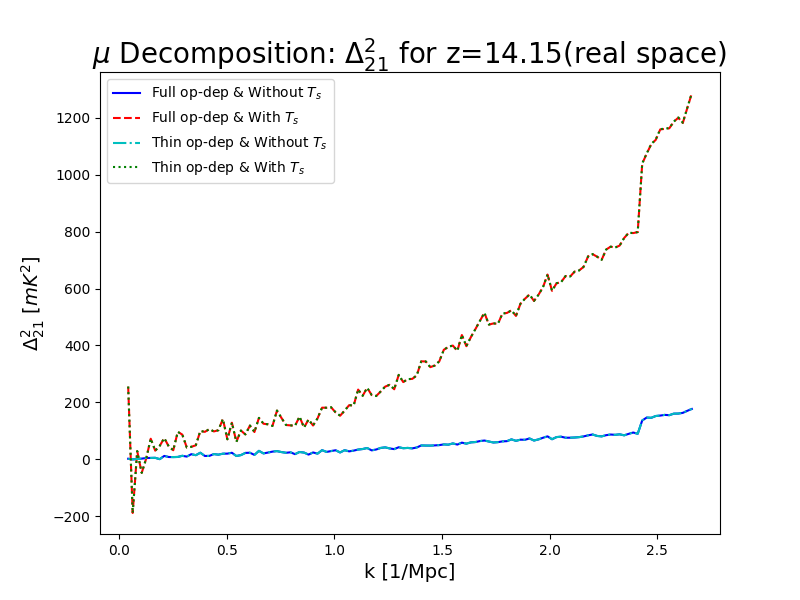 μ Decomposition: Δ²₂₁ for z=14.15(real space)
Full op-dep & Without Tₛ
Full op-dep & With Tₛ
Thin op-dep & Without Tₛ
Thin op-dep & With Tₛ
1200
1000
800
600
400
200
0
−200
Δ²₂₁ [mK²]
0.0 0.5 1.0 1.5 2.0 2.5
k [1/Mpc]